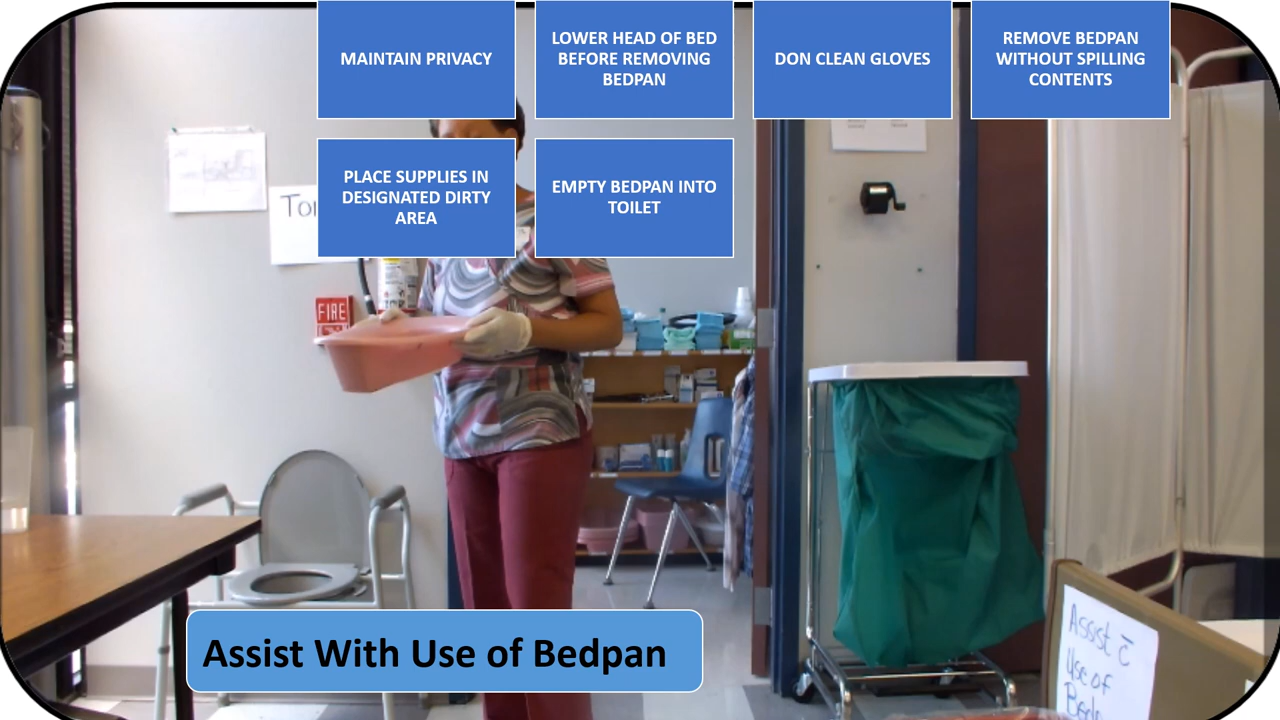 MAINTAIN PRIVACY
LOWER HEAD OF BED
BEFORE REMOVING
BEDPAN
DON CLEAN GLOVES
REMOVE BEDPAN
WITHOUT SPILLING
CONTENTS
PLACE SUPPLIES IN
DESIGNATED DIRTY
AREA
EMPTY BEDPAN INTO
TOILET
FIRE
Assist With Use of Bedpan
Assist c̄
Use of